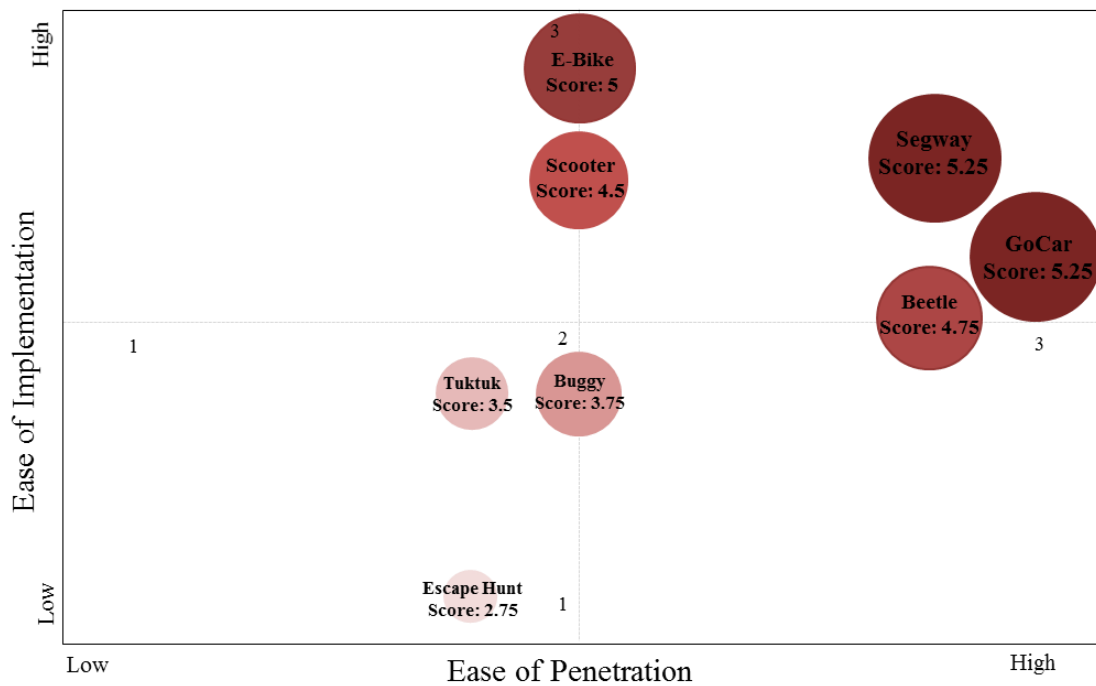 High
3
E-Bike
Score: 5
Segway
Score: 5.25
Scooter
Score: 4.5
GoCar
Score: 5.25
Beetle
Score: 4.75
Ease of Implementation
1
2
3
Tuktuk
Score: 3.5
Buggy
Score: 3.75
Escape Hunt
Score: 2.75
1
Low
Low
Ease of Penetration
High